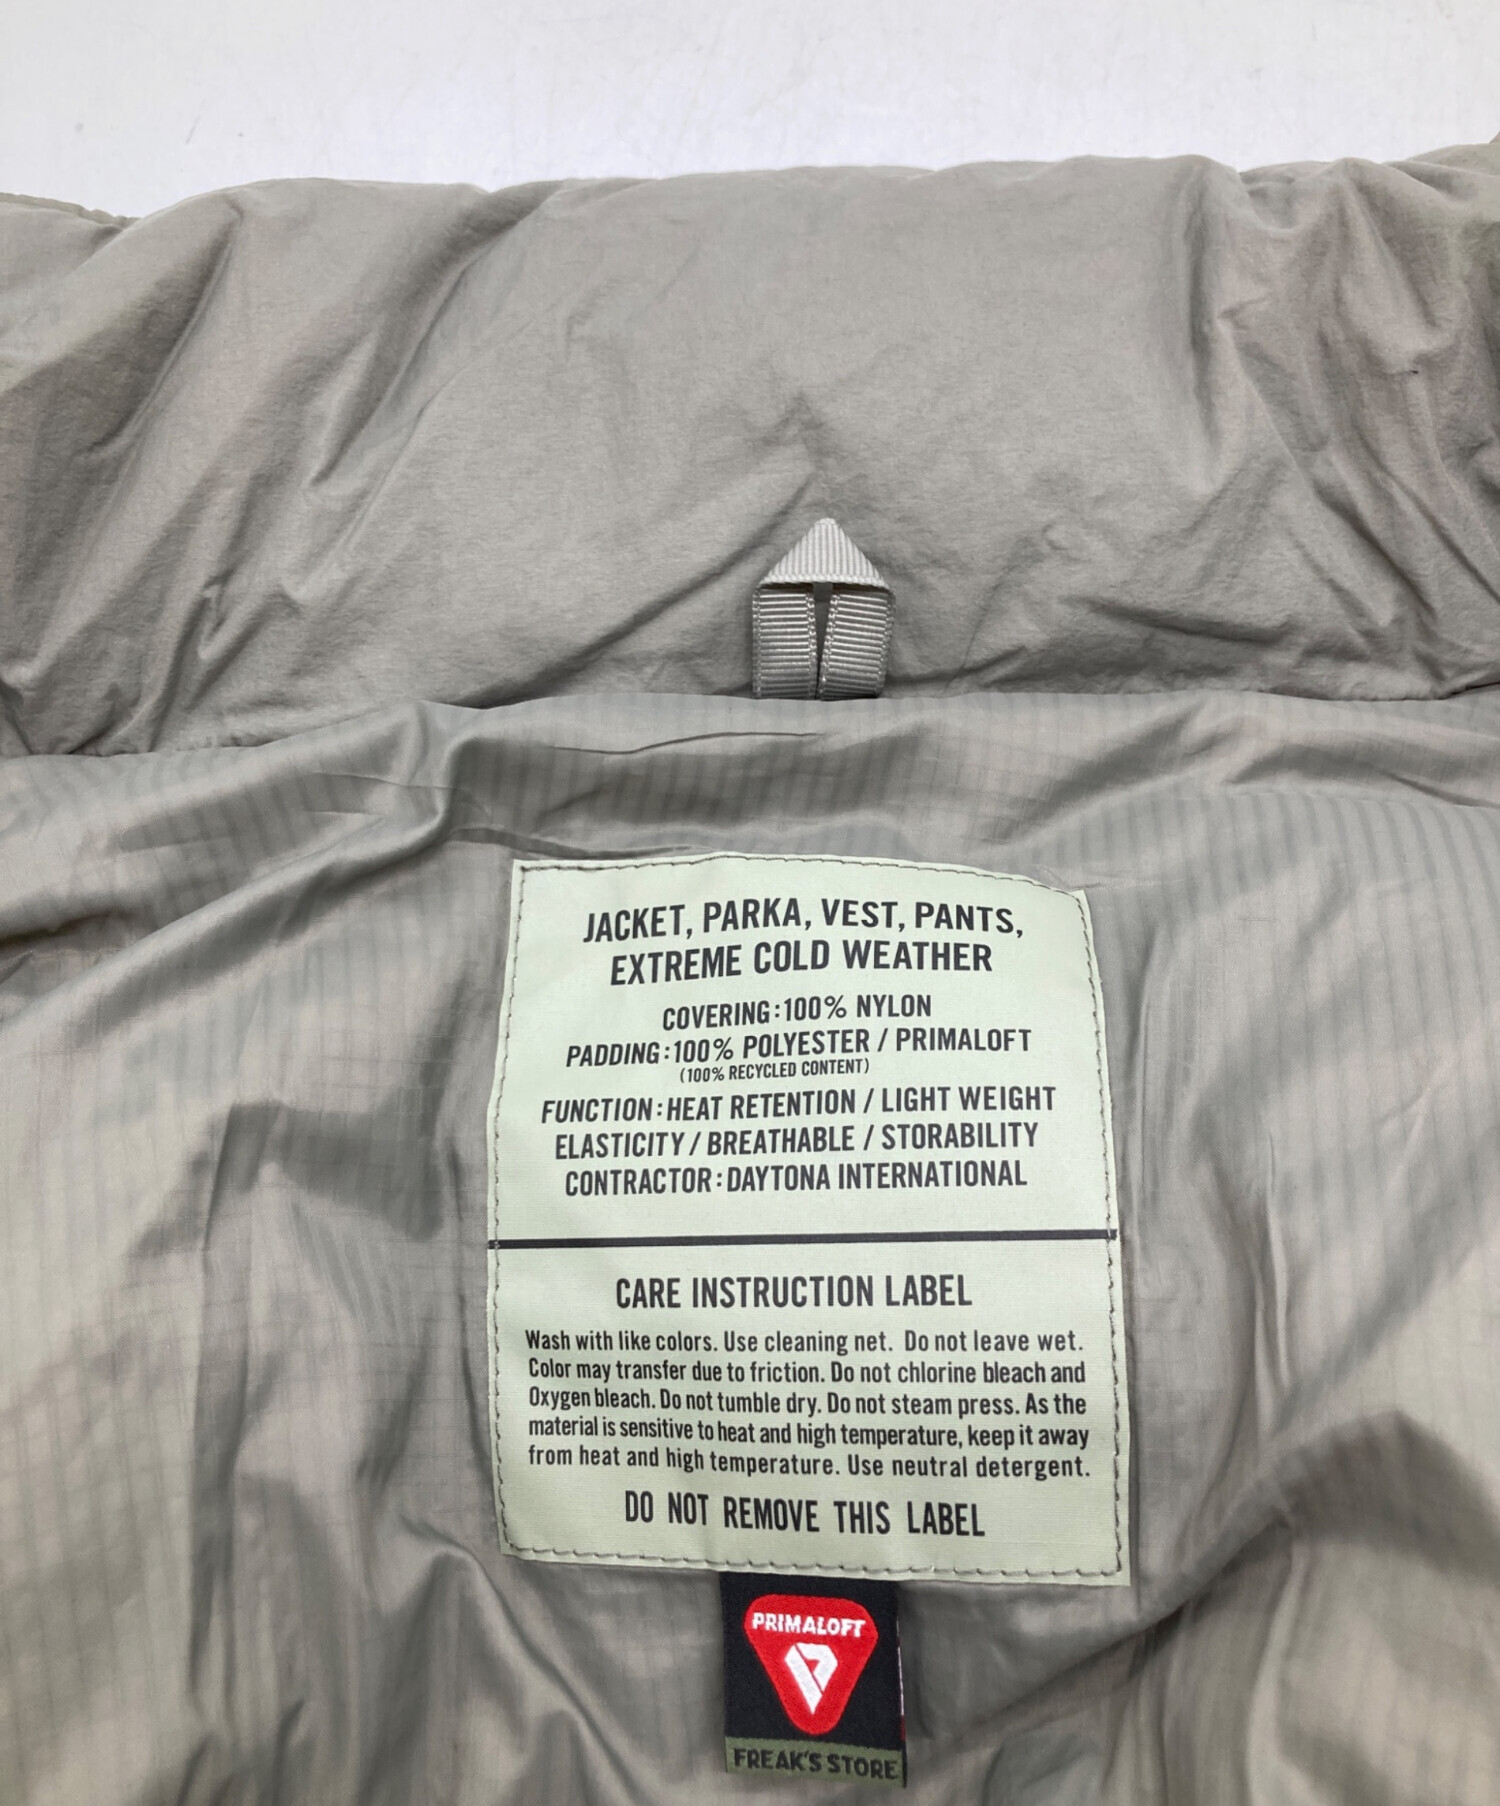 JACKET, PARKA, VEST, PANTS,
EXTREME COLD WEATHER
COVERING:100% NYLON
PADDING:100% POLYESTER / PRIMALOFT
(100% RECYCLED CONTENT)
FUNCTION:HEAT RETENTION / LIGHT WEIGHT
ELASTICITY / BREATHABLE / STORABILITY
CONTRACTOR:DAYTONA INTERNATIONAL
CARE INSTRUCTION LABEL
Wash with like colors. Use cleaning net. Do not leave wet.
Color may transfer due to friction. Do not chlorine bleach and
Oxygen bleach. Do not tumble dry. Do not steam press. As the
material is sensitive to heat and high temperature, keep it away
from heat and high temperature. Use neutral detergent.
DO NOT REMOVE THIS LABEL
PRIMALOFT
FREAK'S STORE